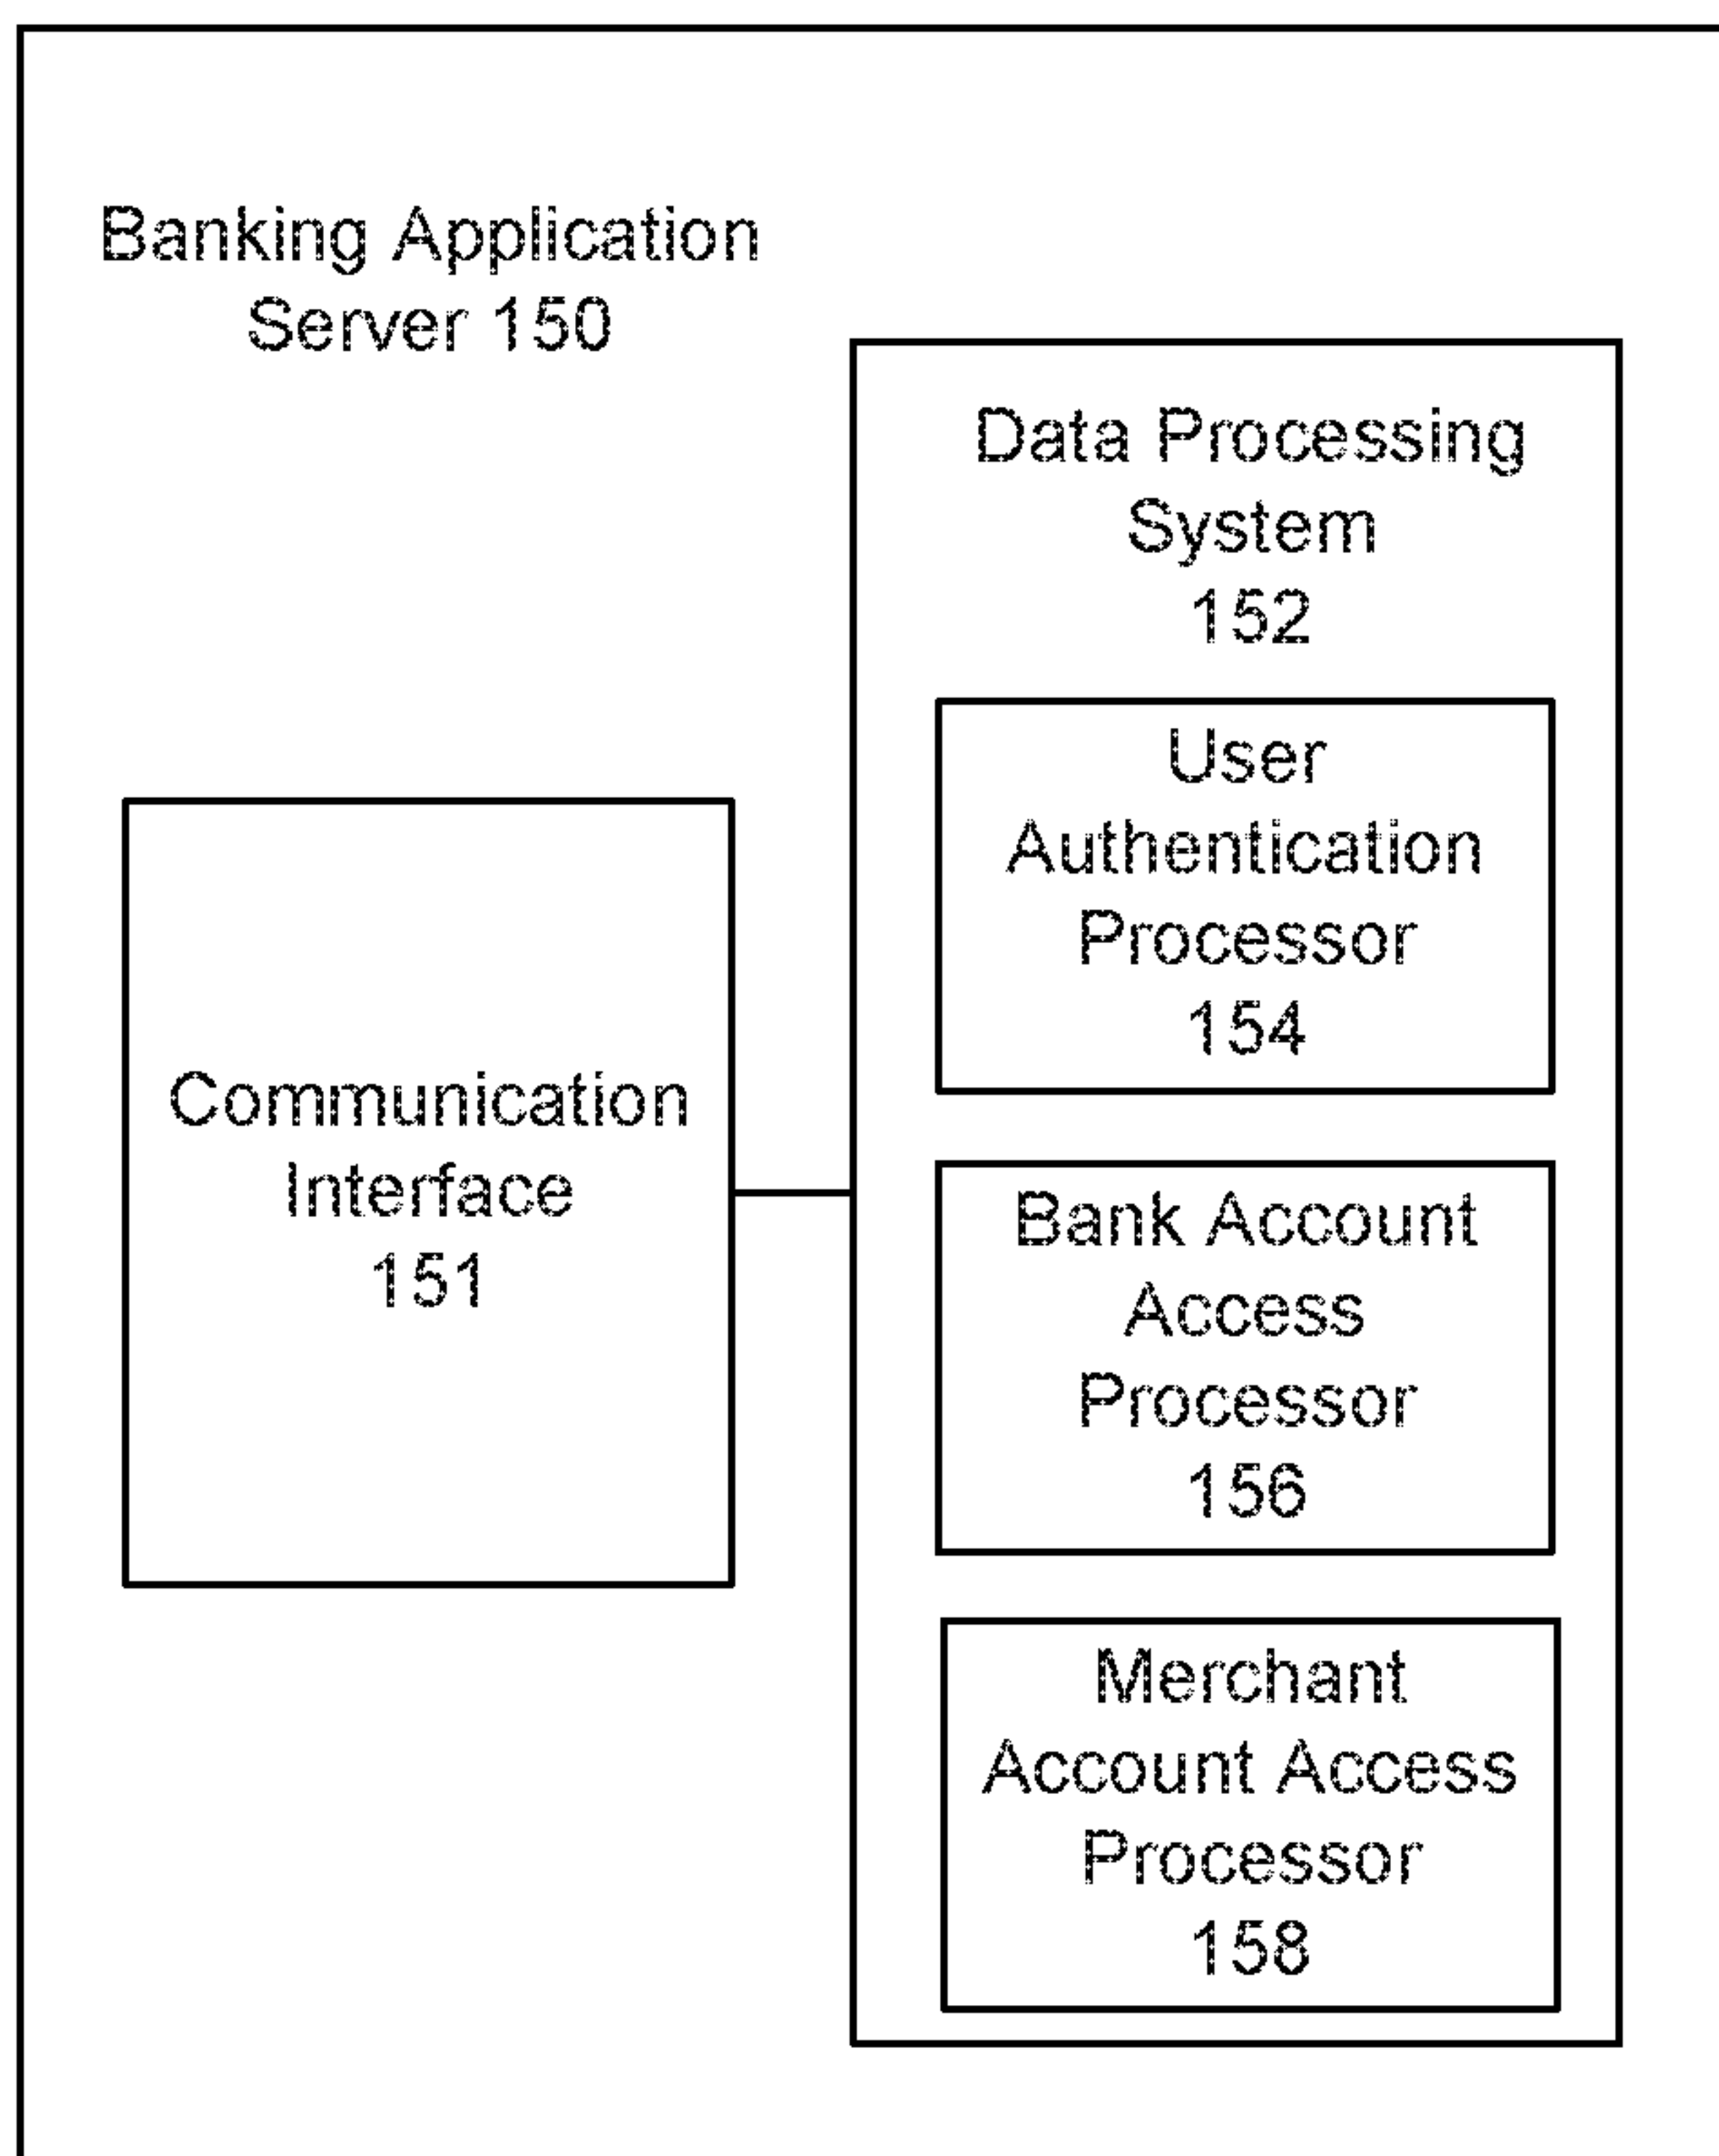 Banking Application
Server 150
Data Processing
System
152
User
Authentication
Processor
154
Communication
Interface
151
Bank Account
Access
Processor
156
Merchant
Account Access
Processor
158